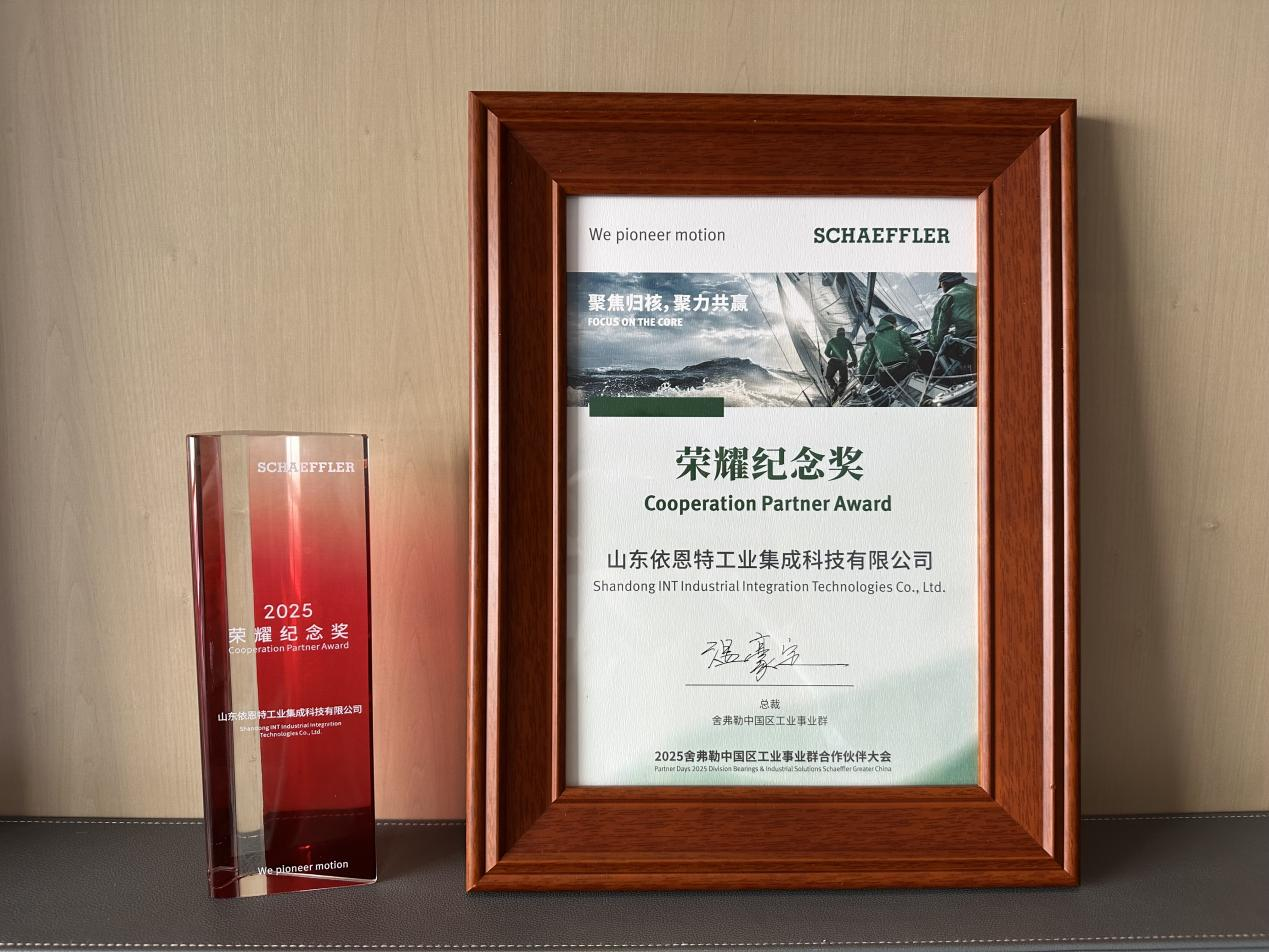 SCHAEFFLER
2025
荣耀纪念奖
Cooperation Partner Award
山东依恩特工业集成科技有限公司
Shandong INT Industrial Integration
Technologies Co., Ltd.
We pioneer motion
We pioneer motion
SCHAEFFLER
聚焦归核，聚力共赢
FOCUS ON THE CORE
荣耀纪念奖
Cooperation Partner Award
山东依恩特工业集成科技有限公司
Shandong INT Industrial Integration Technologies Co., Ltd.
总裁
舍弗勒中国区工业事业群
2025舍弗勒中国区工业事业群合作伙伴大会
Partner Days 2025 Division Bearings & Industrial Solutions Schaeffler Greater China